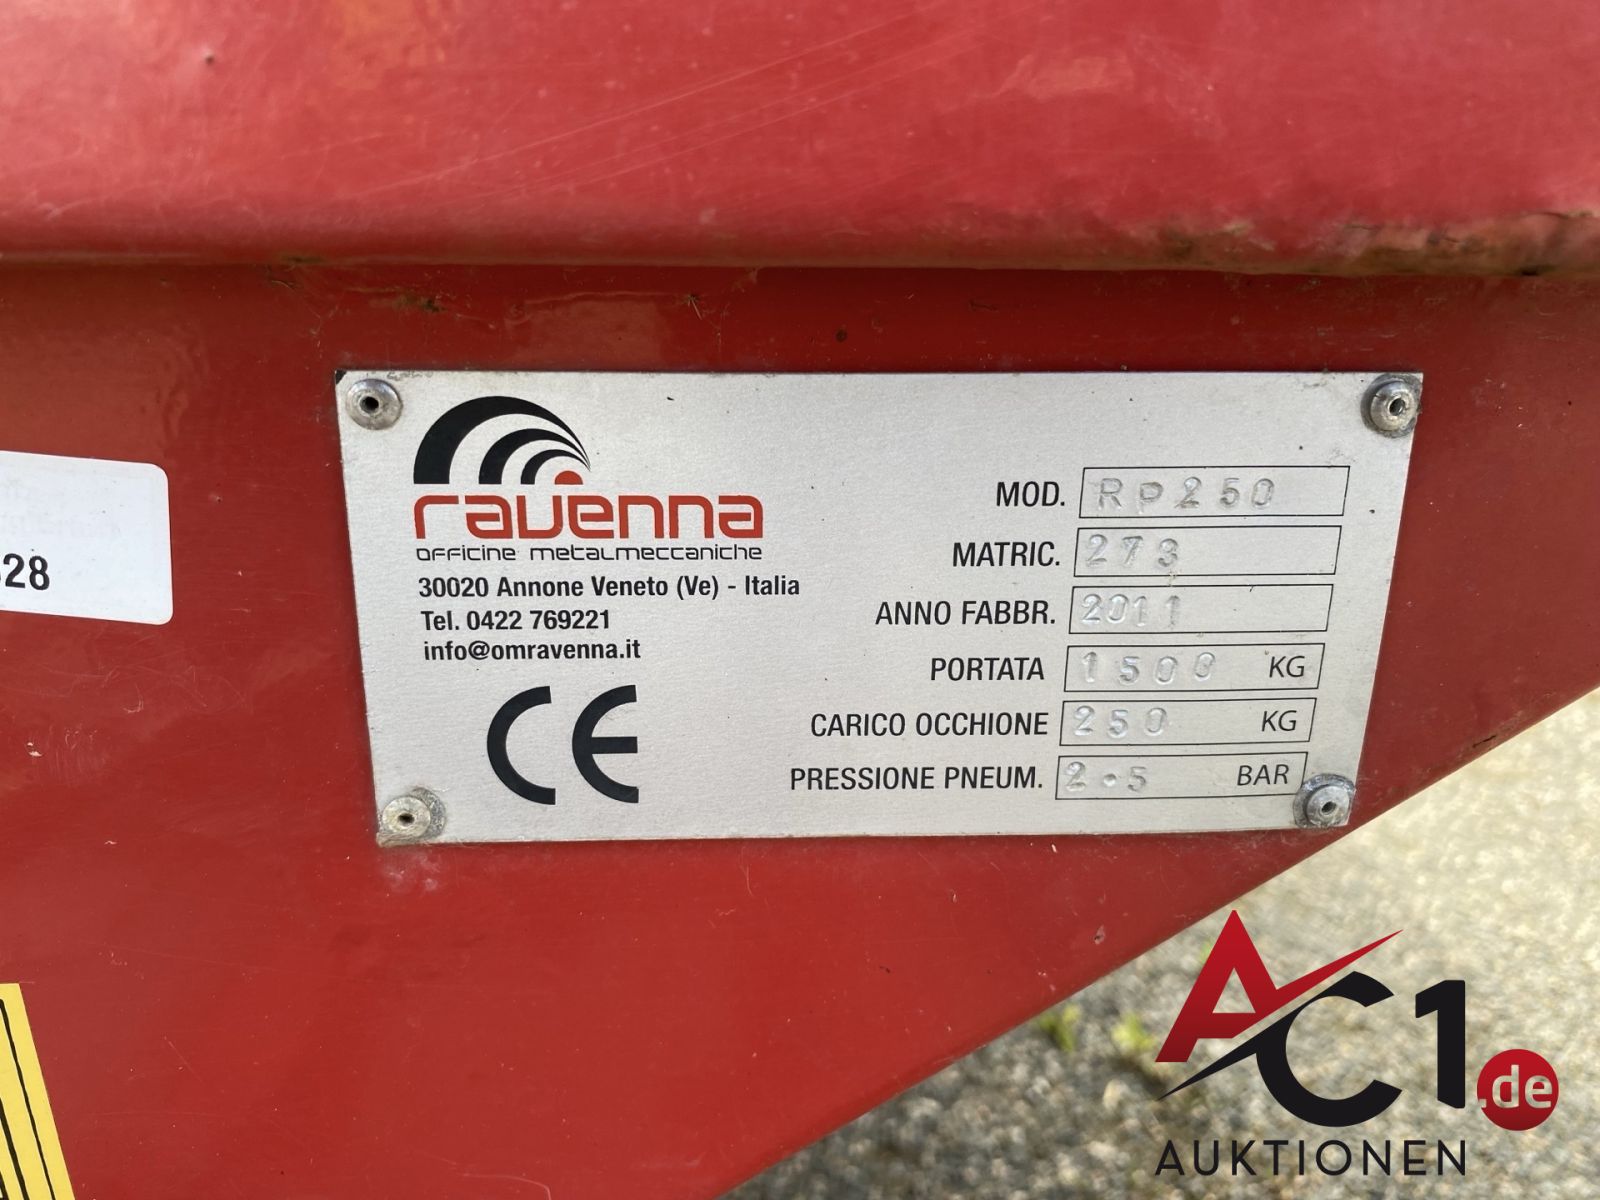 ravenna
officine metalmeccaniche
30020 Annone Veneto (Ve) - Italia
Tel. 0422 769221
info@omravenna.it
CE
MOD. RP250
MATRIC. 273
ANNO FABBR. 2011
PORTATA 1500 KG
CARICO OCCHIONE 250 KG
PRESSIONE PNEUM. 2.5 BAR
28
AC1.de
AUKTIONEN